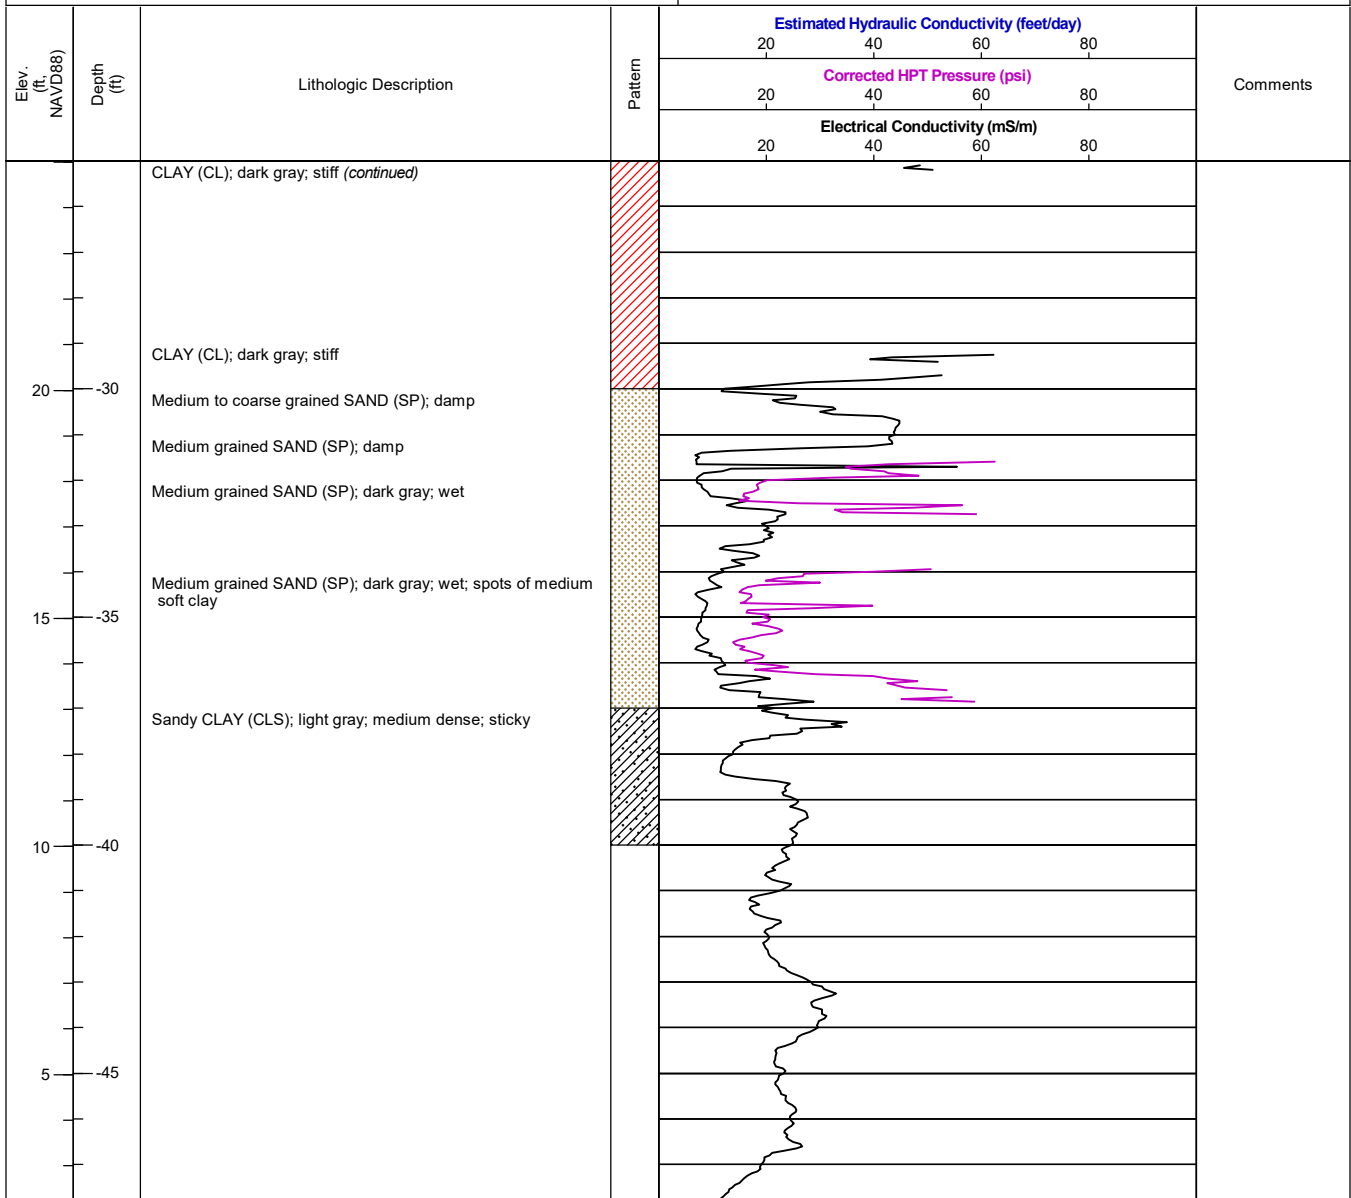 Elev.
(ft,
NAVD88)
Depth
(ft)
Lithologic Description
Pattern
Estimated Hydraulic Conductivity (feet/day)
20 40 60 80
Corrected HPT Pressure (psi)
20 40 60 80
Electrical Conductivity (mS/m)
20 40 60 80
Comments
CLAY (CL); dark gray; stiff (continued)
CLAY (CL); dark gray; stiff
20 -30
Medium to coarse grained SAND (SP); damp
Medium grained SAND (SP); damp
Medium grained SAND (SP); dark gray; wet
Medium grained SAND (SP); dark gray; wet; spots of medium
soft clay
15 -35
Sandy CLAY (CLS); light gray; medium dense; sticky
10 -40
5 -45